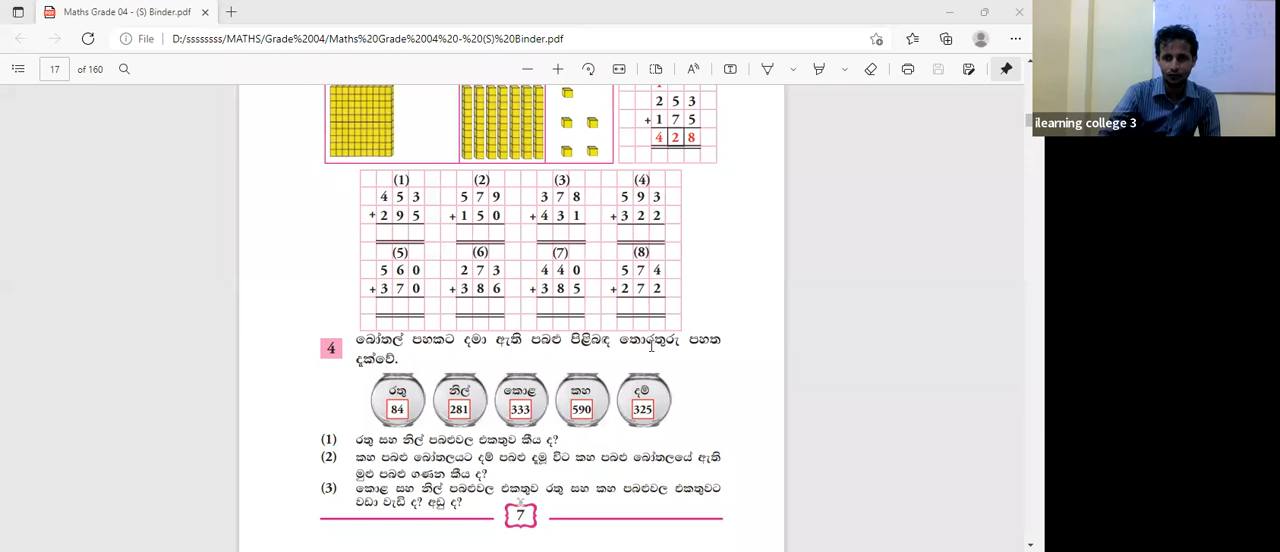 Maths Grade 04 - (S) Binder.pdf
File D:/ssssssss/MATHS/Grade%2004/Maths%20Grade%2004%20-%20(S)%20Binder.pdf
17 of 160
ilearning college 3
2 5 3
+ 1 7 5
4 2 8
(1) (2) (3) (4)
4 5 3 5 7 9 3 7 8 5 9 3
+ 2 9 5 + 1 5 0 + 4 3 1 + 3 2 2
(5) (6) (7) (8)
5 6 0 2 7 3 4 4 0 5 7 4
+ 3 7 0 + 3 8 6 + 3 8 5 + 2 7 2
4 බෝතල් පහකට දමා ඇති පබළු පිළිබඳ තොරතුරු පහත
දැක්වේ.
රතු නිල් කොළ කහ දම්
84 281 333 590 325
(1) රතු සහ නිල් පබළුවල එකතුව කීය ද?
(2) කහ පබළු බෝතලයට දම් පබළු දැමූ විට කහ පබළු බෝතලයේ ඇති
මුළු පබළු ගණන කීය ද?
(3) කොළ සහ නිල් පබළුවල එකතුව රතු සහ කහ පබළුවල එකතුවට
වඩා වැඩි ද? අඩු ද?
7